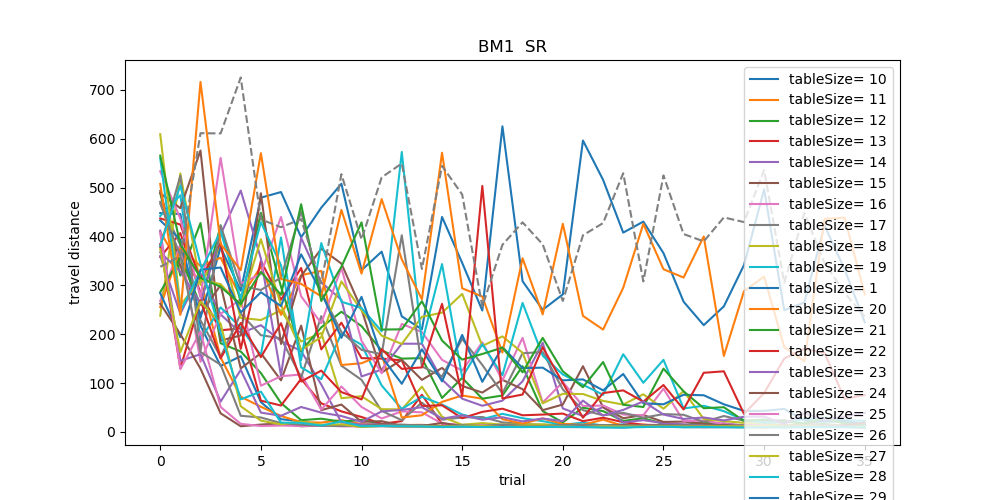 BM1 SR
travel distance
700
600
500
400
300
200
100
0
0
5
10
15
20
25
30
35
trial
tableSize= 10
tableSize= 11
tableSize= 12
tableSize= 13
tableSize= 14
tableSize= 15
tableSize= 16
tableSize= 17
tableSize= 18
tableSize= 19
tableSize= 1
tableSize= 20
tableSize= 21
tableSize= 22
tableSize= 23
tableSize= 24
tableSize= 25
tableSize= 26
tableSize= 27
tableSize= 28
tableSize= 29